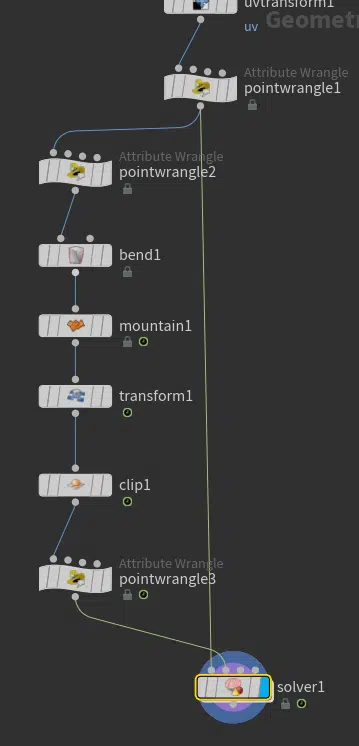 uvtransform1
uv
Geomet
Attribute Wrangle
pointwrangle1
Attribute Wrangle
pointwrangle2
bend1
mountain1
transform1
clip1
Attribute Wrangle
pointwrangle3
solver1